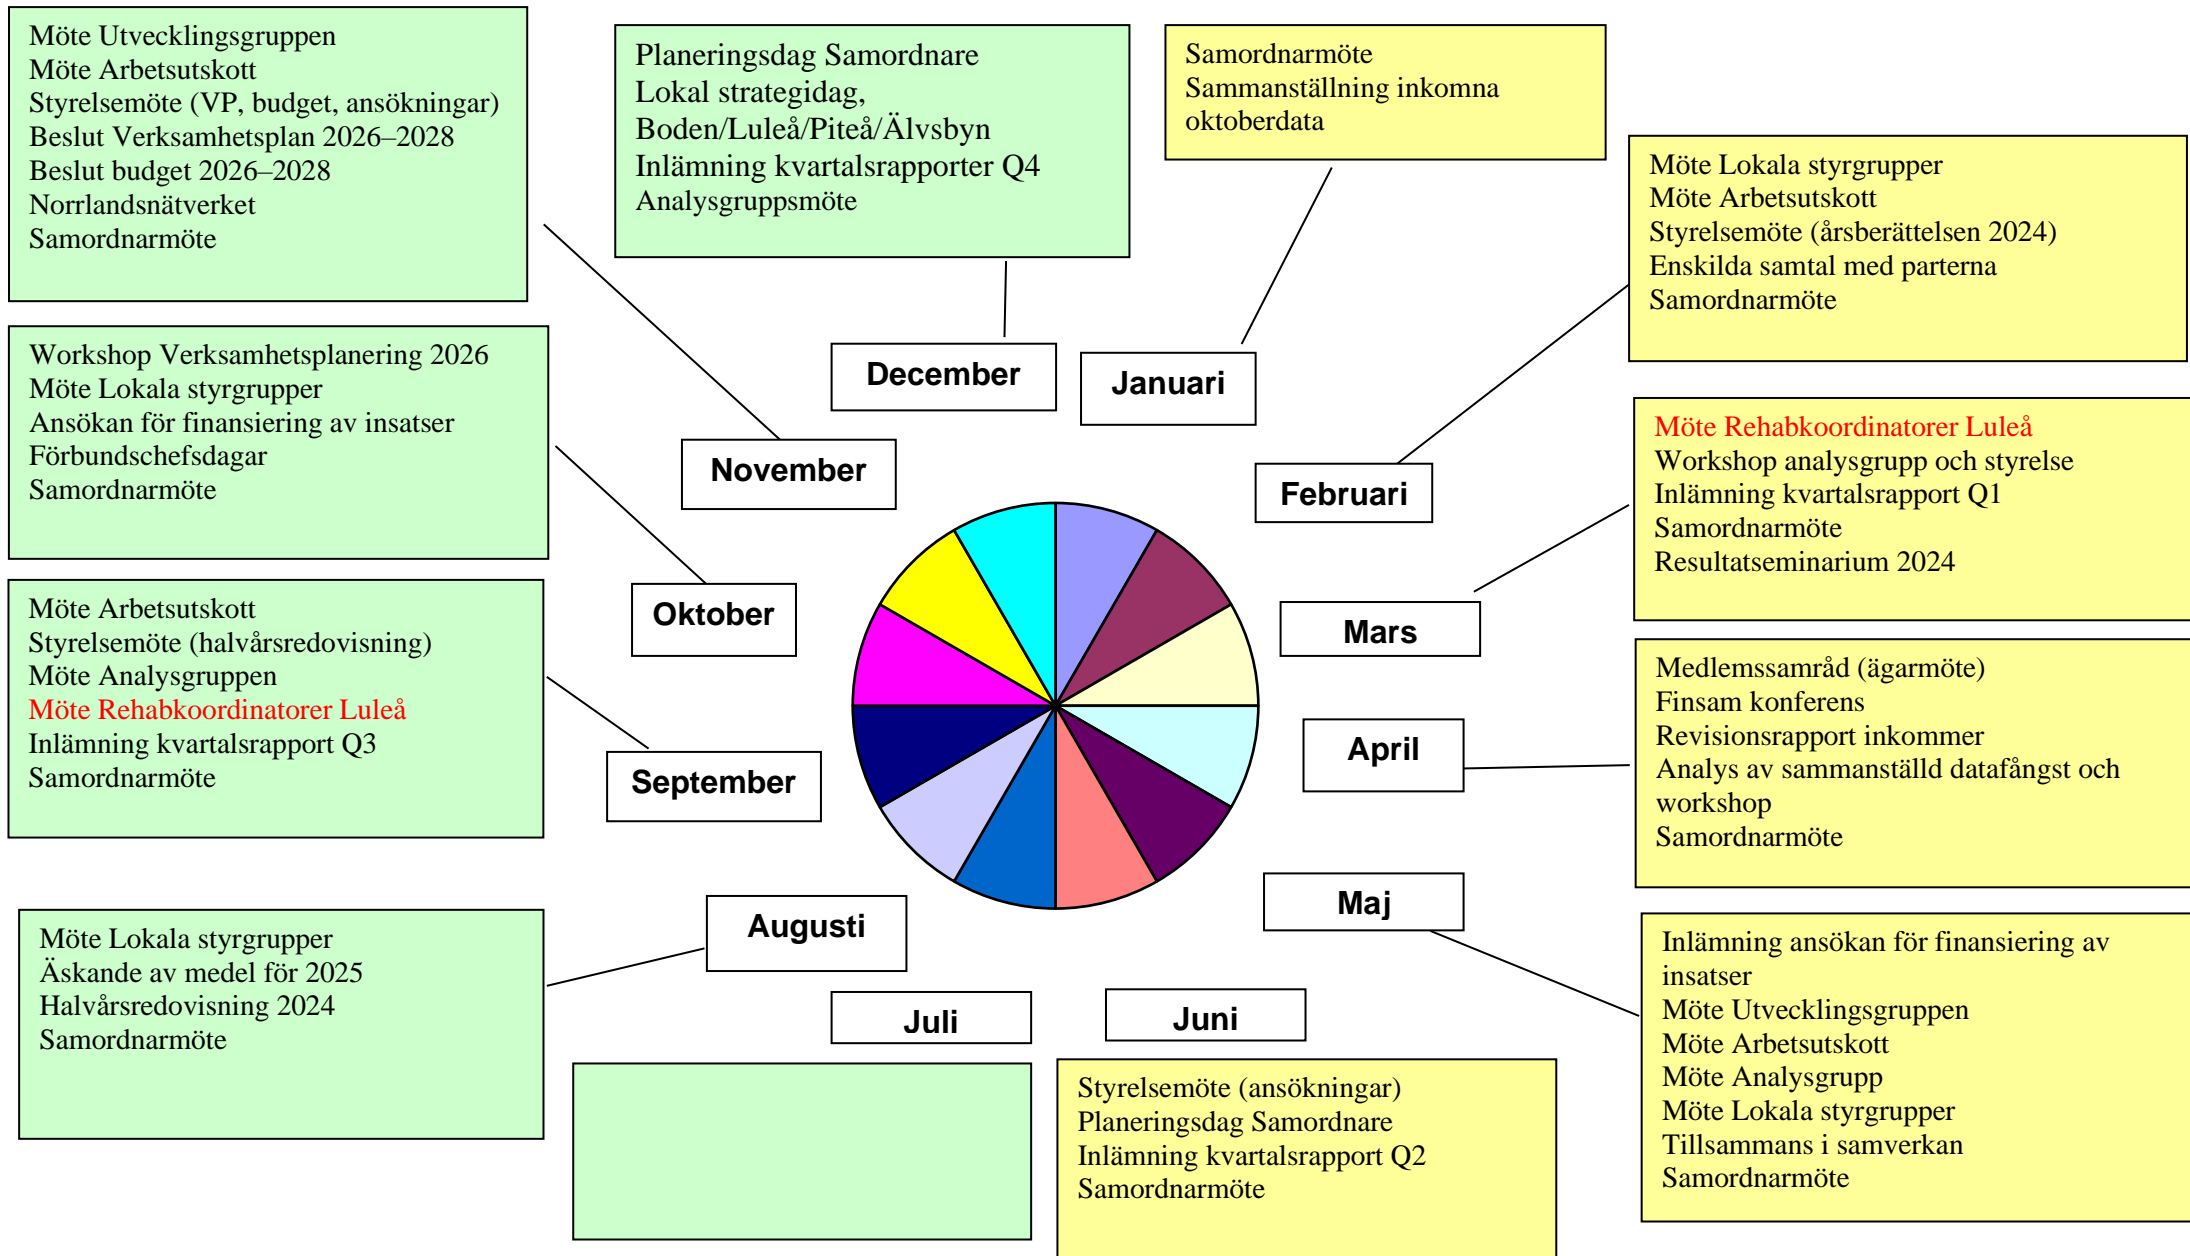 Möte Utvecklingsgruppen
Möte Arbetsutskott
Styrelsemöte (VP, budget, ansökningar)
Beslut Verksamhetsplan 2026–2028
Beslut budget 2026–2028
Norrlandsnätverket
Samordnarmöte
Planeringsdag Samordnare
Lokal strategidag,
Boden/Luleå/Piteå/Älvsbyn
Inlämning kvartalsrapporter Q4
Analysgruppsmöte
Samordnarmöte
Sammanställning inkomna
oktoberdata
Möte Lokala styrgrupper
Möte Arbetsutskott
Styrelsemöte (årsberättelsen 2024)
Enskilda samtal med parterna
Samordnarmöte
Workshop Verksamhetsplanering 2026
Möte Lokala styrgrupper
Ansökan för finansiering av insatser
Förbundschefsdagar
Samordnarmöte
December
Januari
November
Februari
Möte Rehabkoordinatorer Luleå
Workshop analysgrupp och styrelse
Inlämning kvartalsrapport Q1
Samordnarmöte
Resultatseminarium 2024
Oktober
Mars
Möte Arbetsutskott
Styrelsemöte (halvårsredovisning)
Möte Analysgruppen
Möte Rehabkoordinatorer Luleå
Inlämning kvartalsrapport Q3
Samordnarmöte
September
April
Medlemssamråd (ägarmöte)
Finsam konferens
Revisionsrapport inkommer
Analys av sammanställd datafångst och
workshop
Samordnarmöte
Augusti
Maj
Möte Lokala styrgrupper
Äskande av medel för 2025
Halvårsredovisning 2024
Samordnarmöte
Juli
Juni
Inlämning ansökan för finansiering av
insatser
Möte Utvecklingsgruppen
Möte Arbetsutskott
Möte Analysgrupp
Möte Lokala styrgrupper
Tillsammans i samverkan
Samordnarmöte
Styrelsemöte (ansökningar)
Planeringsdag Samordnare
Inlämning kvartalsrapport Q2
Samordnarmöte